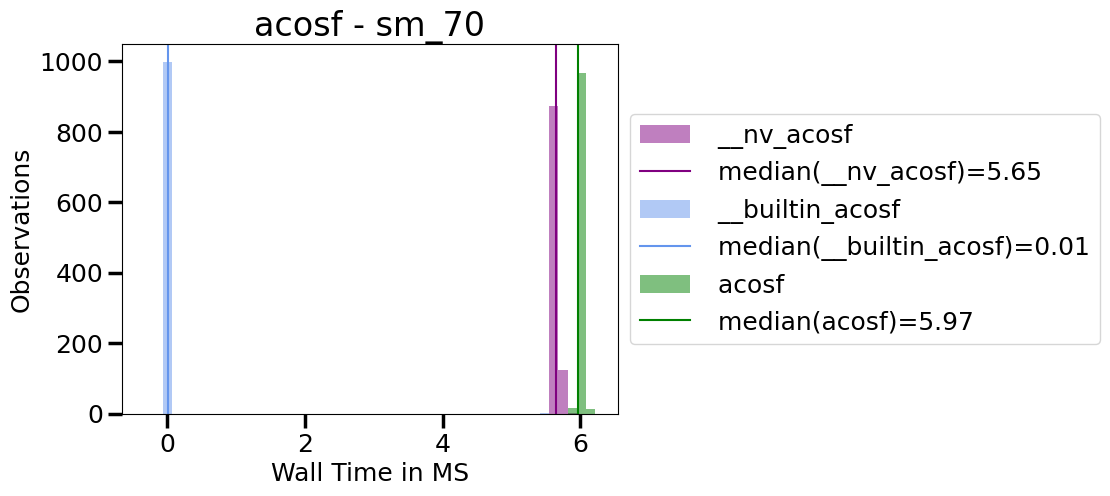 acosf - sm_70
Observations
1000
800
600
400
200
0
0 2 4 6
Wall Time in MS
__nv_acosf
median(__nv_acosf)=5.65
__builtin_acosf
median(__builtin_acosf)=0.01
acosf
median(acosf)=5.97